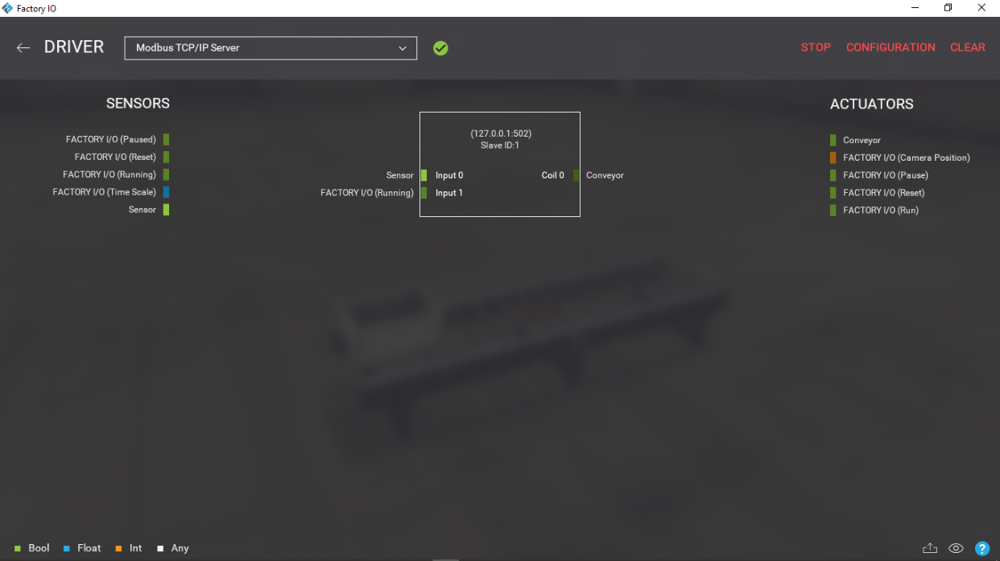 Factory IO
DRIVER
Modbus TCP/IP Server
STOP CONFIGURATION CLEAR
SENSORS
FACTORY I/O (Paused)
FACTORY I/O (Reset)
FACTORY I/O (Running)
FACTORY I/O (Time Scale)
Sensor
(127.0.0.1:502)
Slave ID:1
Sensor Input 0 Coil 0 Conveyor
FACTORY I/O (Running) Input 1
ACTUATORS
Conveyor
FACTORY I/O (Camera Position)
FACTORY I/O (Pause)
FACTORY I/O (Reset)
FACTORY I/O (Run)
Bool Float Int Any
?